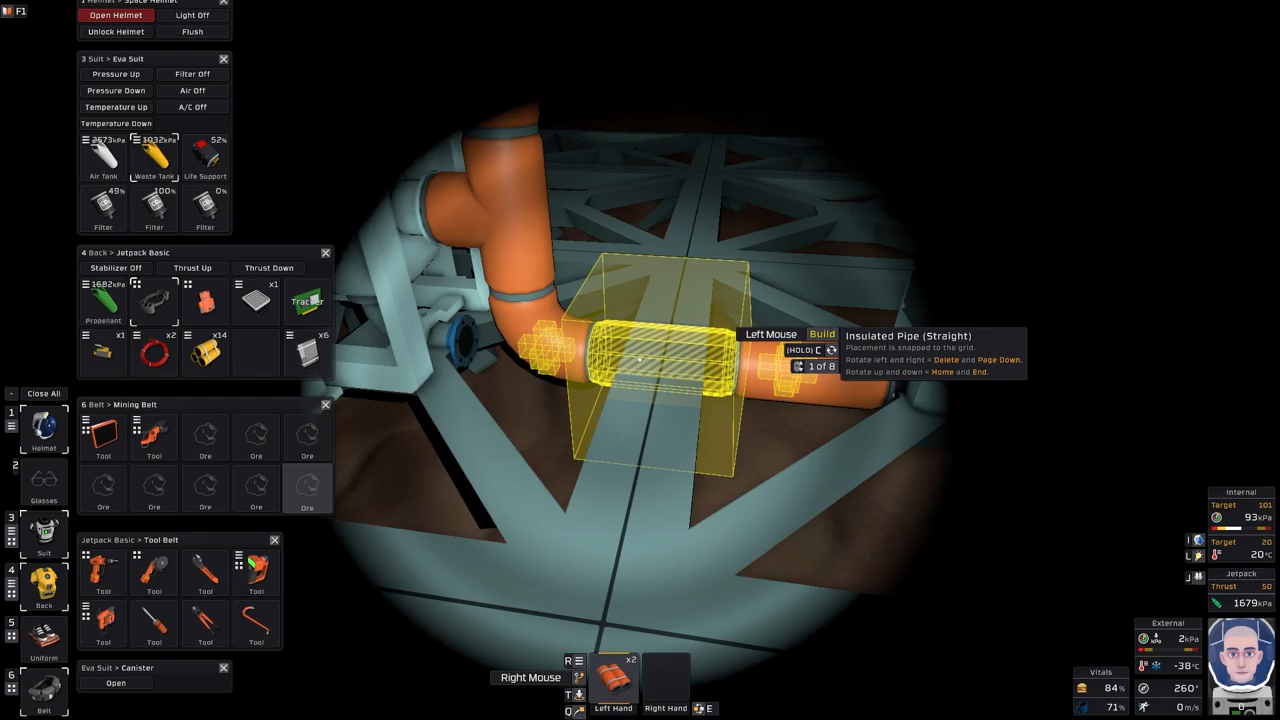 F1
1 Helmet > Space Helmet
Open Helmet
Light Off
Unlock Helmet
Flush
3 Suit > Eva Suit
Pressure Up
Filter Off
Pressure Down
Air Off
Temperature Up
A/C Off
Temperature Down
2573kPa
1032kPa
52%
Air Tank
Waste Tank
Life Support
49%
100%
0%
Filter
Filter
Filter
4 Back > Jetpack Basic
Stabilizer Off
Thrust Up
Thrust Down
1682kPa
x1
Tracker
Propellant
x1
x2
x14
x6
Left Mouse
Build
Insulated Pipe (Straight)
Placement is snapped to the grid.
(HOLD) C
Rotate left and right = Delete and Page Down.
1 of 8
Rotate up and down = Home and End.
- Close All
6 Belt > Mining Belt
Tool
Tool
Ore
Ore
Ore
Ore
Ore
Ore
Ore
Ore
1
Helmet
2
Glasses
3
Suit
4
Back
5
Uniform
6
Belt
Jetpack Basic > Tool Belt
Tool
Tool
Tool
Tool
Tool
Tool
Tool
Tool
Eva Suit > Canister
Open
R
x2
Right Mouse
T
Q
Left Hand
Right Hand
E
Internal
Target 101
93kPa
Target 20
20°C
I
L
J
Jetpack
Thrust 50
1679kPa
External
kPa
2kPa
-38°C
Vitals
84%
260°
71%
0m/s
0